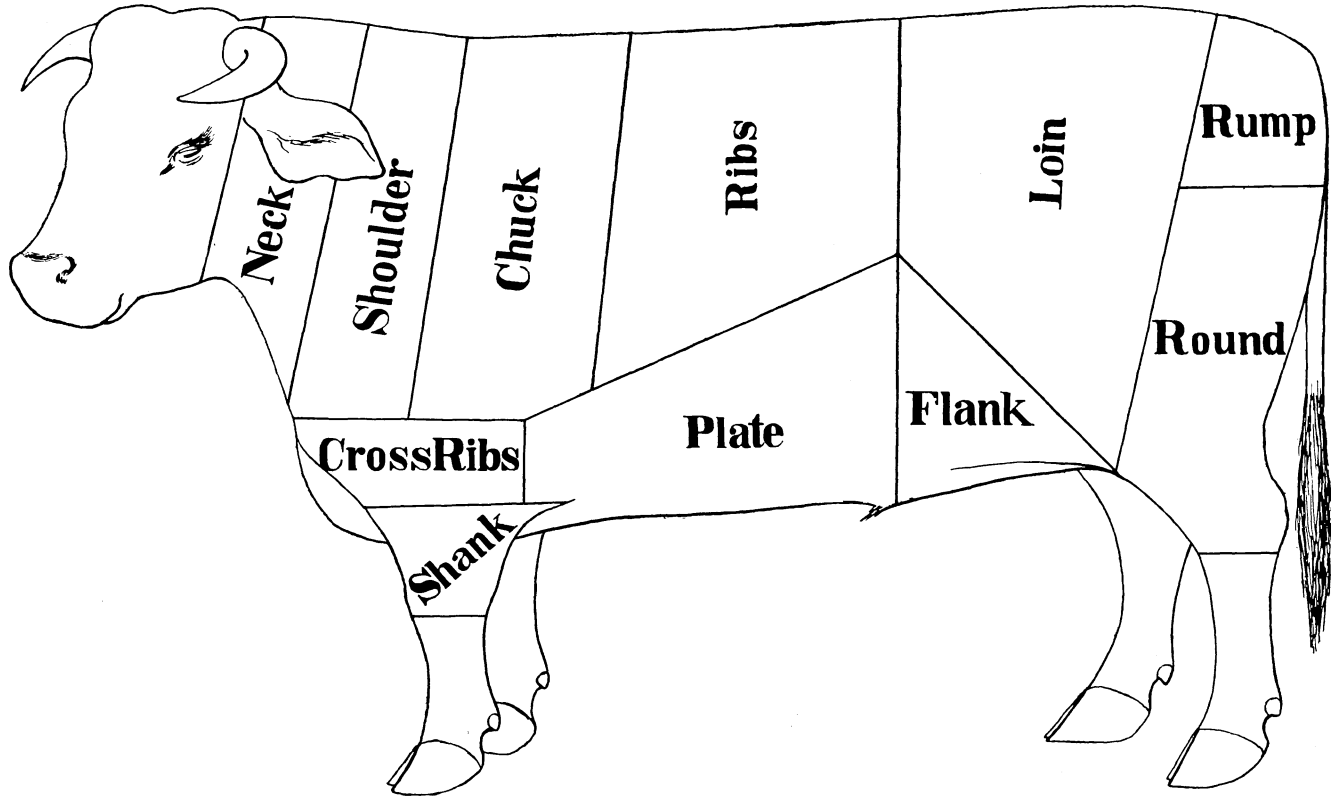 Neck
Shoulder
Chuck
Ribs
Loin
Rump
Round
CrossRibs
Plate
Flank
Shank